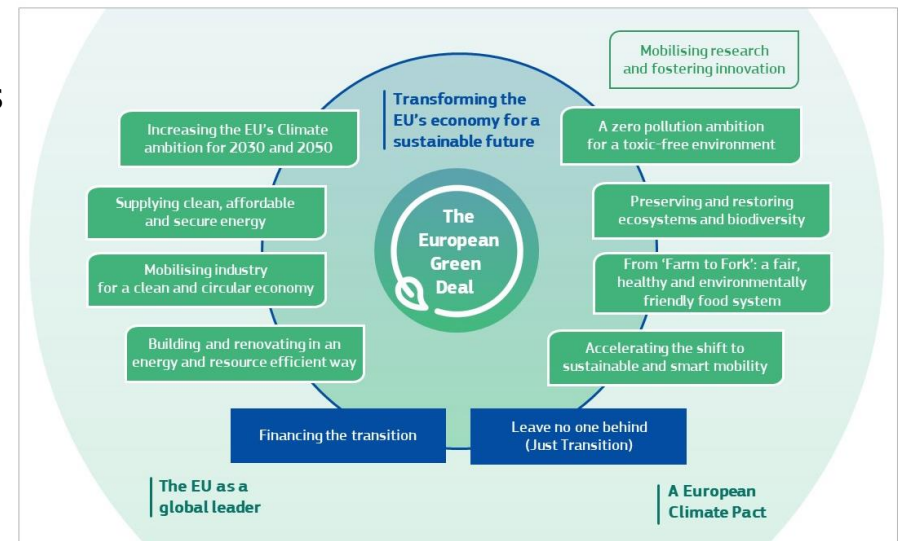 s
Mobilising research
and fostering innovation
Transforming the
EU's economy for a
sustainable future
Increasing the EU's Climate
ambition for 2030 and 2050
A zero pollution ambition
for a toxic-free environment
Supplying clean, affordable
and secure energy
The
European
Green
Deal
Preserving and restoring
ecosystems and biodiversity
Mobilising industry
for a clean and circular economy
From ‘Farm to Fork’: a fair,
healthy and environmentally
friendly food system
Building and renovating in an
energy and resource efficient way
Accelerating the shift to
sustainable and smart mobility
Financing the transition
Leave no one behind
(Just Transition)
The EU as a
global leader
A European
Climate Pact